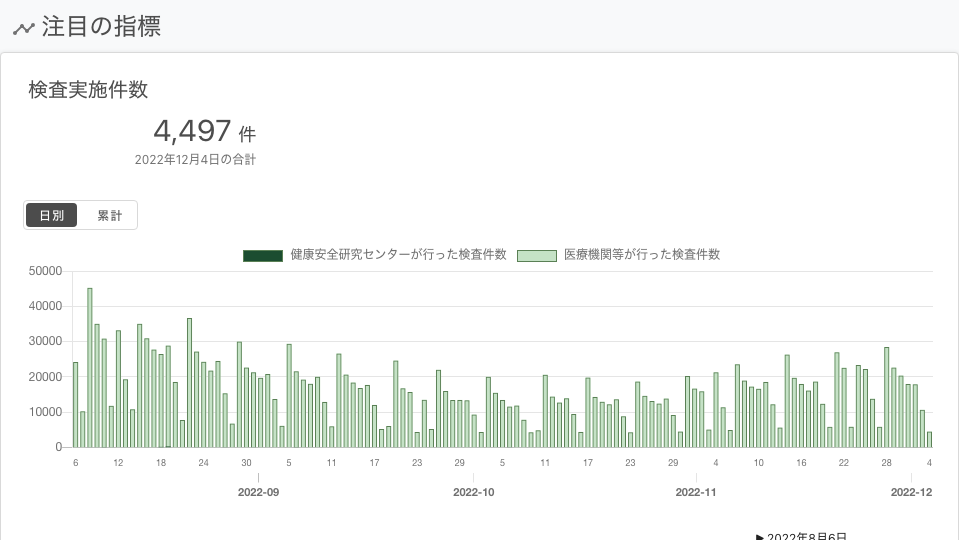 注目の指標
検査実施件数
4,497 件
2022年12月4日の合計
日別 累計
健康安全研究センターが行った検査件数 医療機関等が行った検査件数
50000
40000
30000
20000
10000
0
6 12 18 24 30 5 11 17 23 29 5 11 17 23 29 4 10 16 22 28 4
2022-09 2022-10 2022-11 2022-12
▶ 2022年8月6日